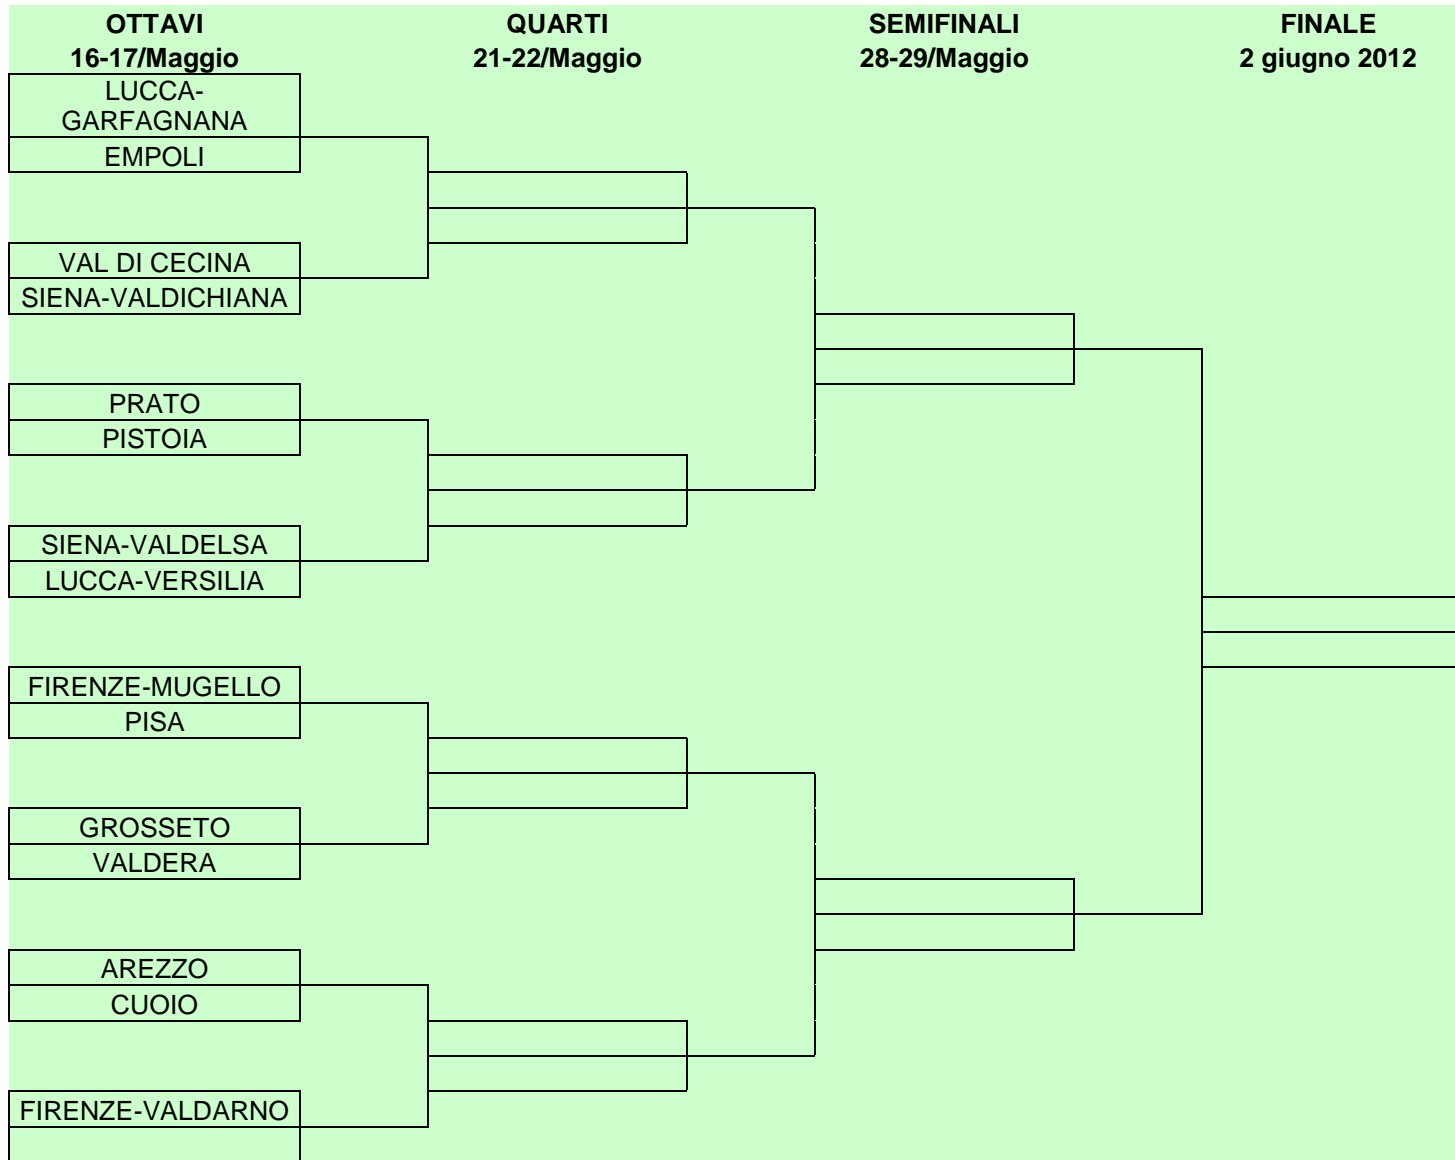 OTTAVI QUARTI SEMIFINALI FINALE
16-17/Maggio 21-22/Maggio 28-29/Maggio 2 giugno 2012
LUCCA-
GARFAGNANA
EMPOLI
VAL DI CECINA
SIENA-VALDICHIANA
PRATO
PISTOIA
SIENA-VALDELSA
LUCCA-VERSILIA
FIRENZE-MUGELLO
PISA
GROSSETO
VALDERA
AREZZO
CUOIO
FIRENZE-VALDARNO